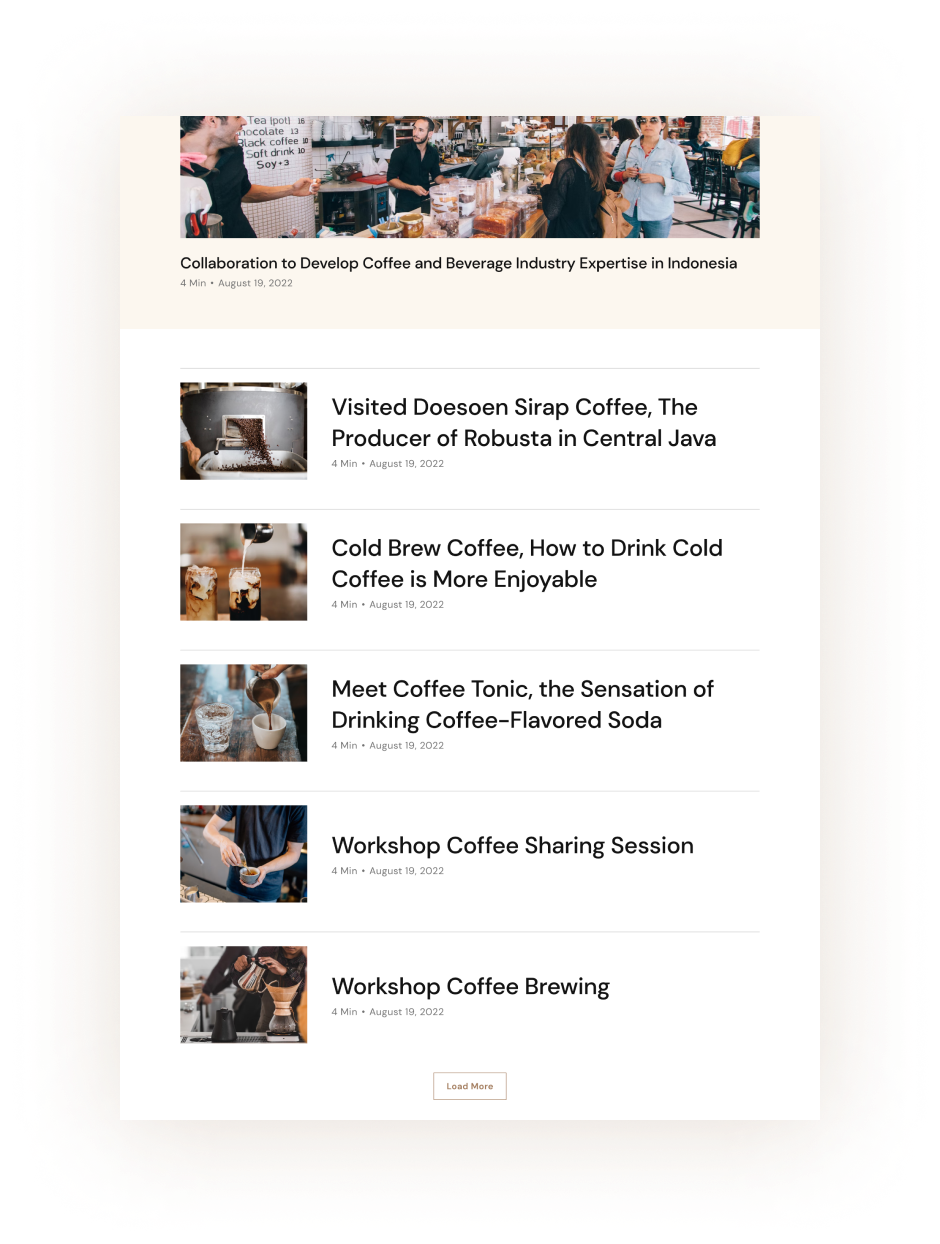 Tea (pot) 16
hocolate 13
Black coffee 10
Soft drink 10
Soy+3
Collaboration to Develop Coffee and Beverage Industry Expertise in Indonesia
4 Min • August 19, 2022
Visited Doesoen Sirap Coffee, The
Producer of Robusta in Central Java
4 Min • August 19, 2022
Cold Brew Coffee, How to Drink Cold
Coffee is More Enjoyable
4 Min • August 19, 2022
Meet Coffee Tonic, the Sensation of
Drinking Coffee-Flavored Soda
4 Min • August 19, 2022
Workshop Coffee Sharing Session
4 Min • August 19, 2022
Workshop Coffee Brewing
4 Min • August 19, 2022
Load More